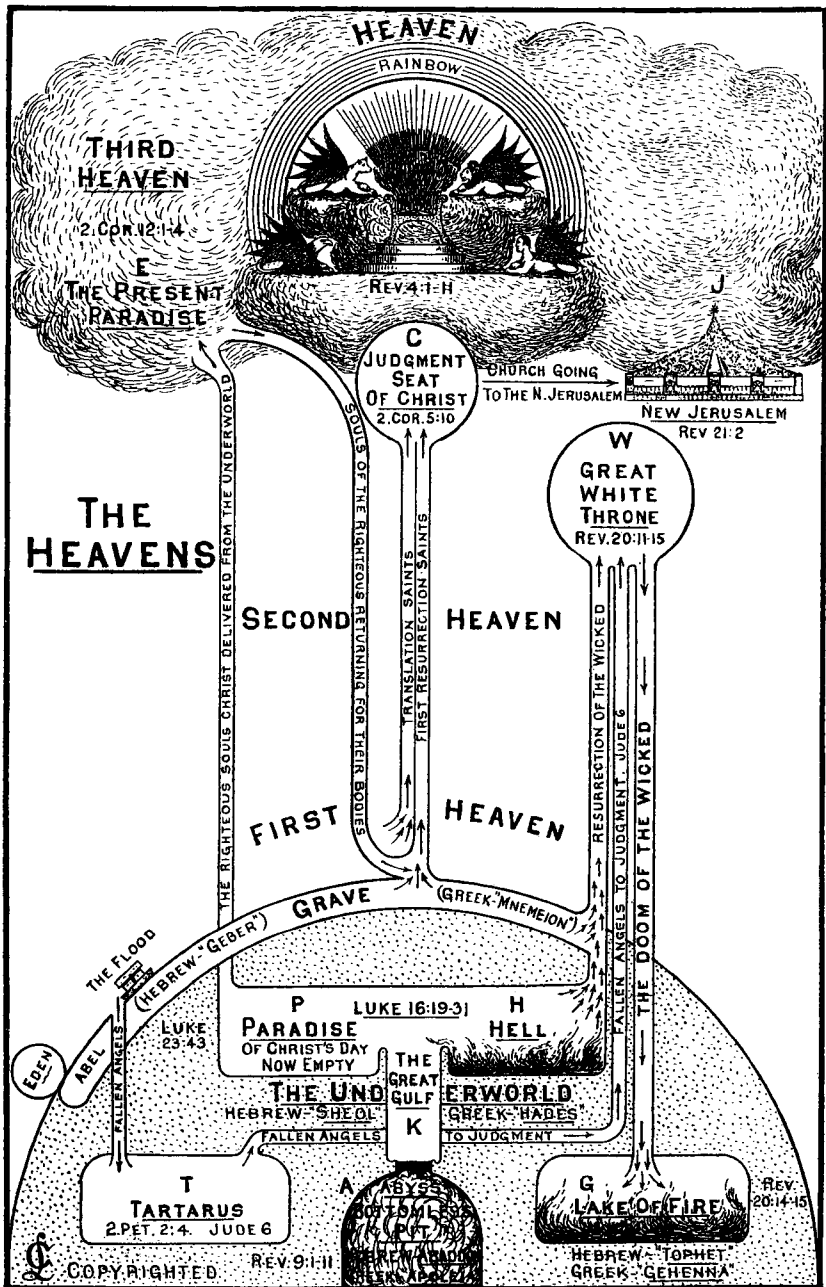 HEAVEN
RAINBOW
THIRD
HEAVEN
2. COR. 12:1-4
E
THE PRESENT
PARADISE
REV. 4:1-11
J
C
JUDGMENT
SEAT
OF CHRIST
2. COR. 5:10
CHURCH GOING
TO THE N. JERUSALEM
NEW JERUSALEM
REV 21:2
W
GREAT
WHITE
THRONE
REV. 20:11-15
THE
HEAVENS
THE RIGHTEOUS SOULS CHRIST DELIVERED FROM THE UNDERWORLD
SOULS OF THE RIGHTEOUS RETURNING FOR THEIR BODIES
TRANSLATION SAINTS
FIRST RESURRECTION SAINTS
SECOND HEAVEN
FIRST HEAVEN
RESURRECTION OF THE WICKED
FALLEN ANGELS TO JUDGMENT. JUDE 6
THE DOOM OF THE WICKED
(HEBREW-"GEBER") GRAVE (GREEK-"MNEMEION")
THE FLOOD
EDEN
ABEL
FALLEN ANGELS
LUKE
23:43
P
PARADISE
OF CHRIST'S DAY
NOW EMPTY
LUKE 16:19-31
H
HELL
THE
GREAT
GULF
K
THE UNDERWORLD
HEBREW-"SHEOL" GREEK-"HADES"
FALLEN ANGELS TO JUDGMENT
T
TARTARUS
2. PET. 2:4. JUDE 6
A
ABYSS
BOTTOMLESS
PIT
REV. 9:1-11
G
LAKE OF FIRE
REV.
20:14-15
HEBREW-"TOPHET"
GREEK-"GEHENNA"
COPYRIGHTED